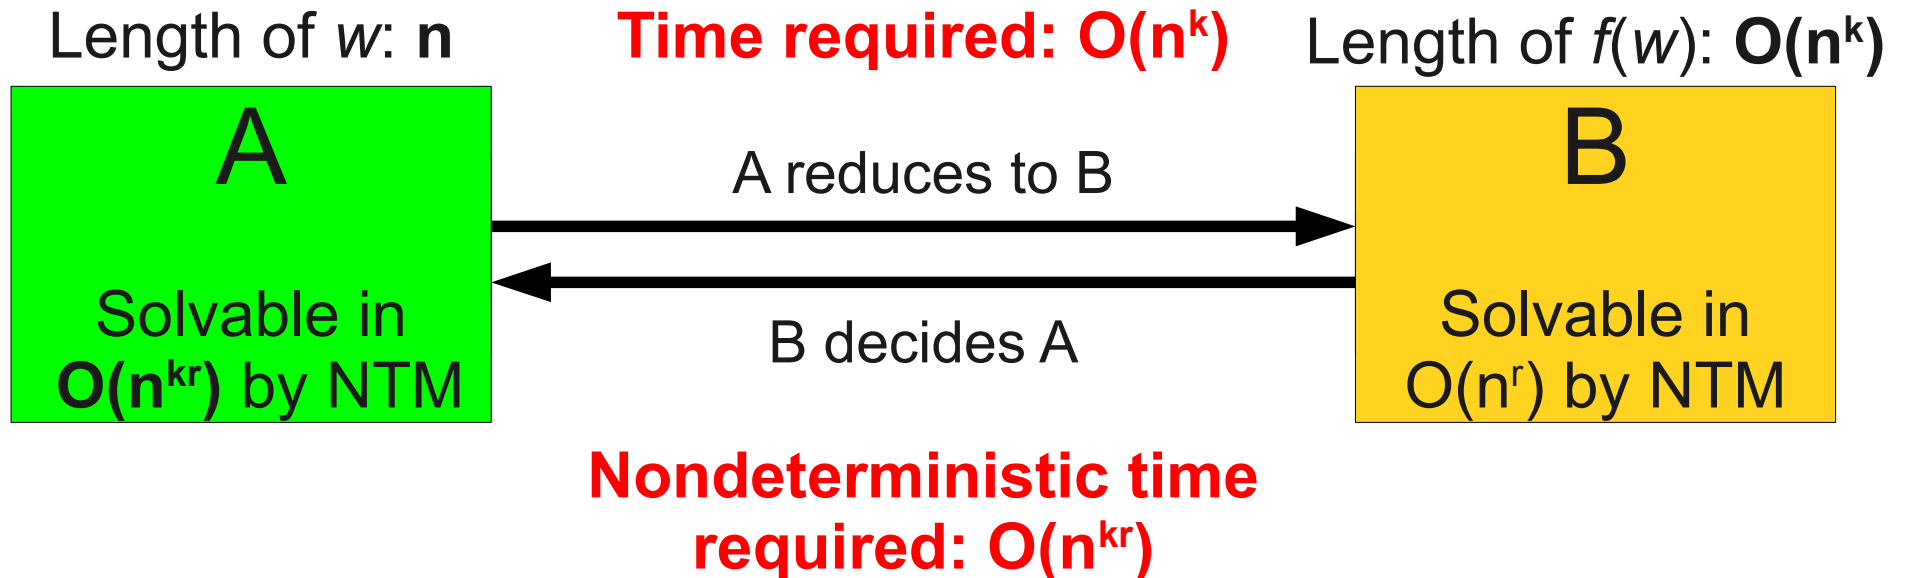 Length of w: n
Time required: O(nᵏ)
Length of f(w): O(nᵏ)
A
Solvable in
O(nᵏʳ) by NTM
A reduces to B
B decides A
B
Solvable in
O(nʳ) by NTM
Nondeterministic time
required: O(nᵏʳ)